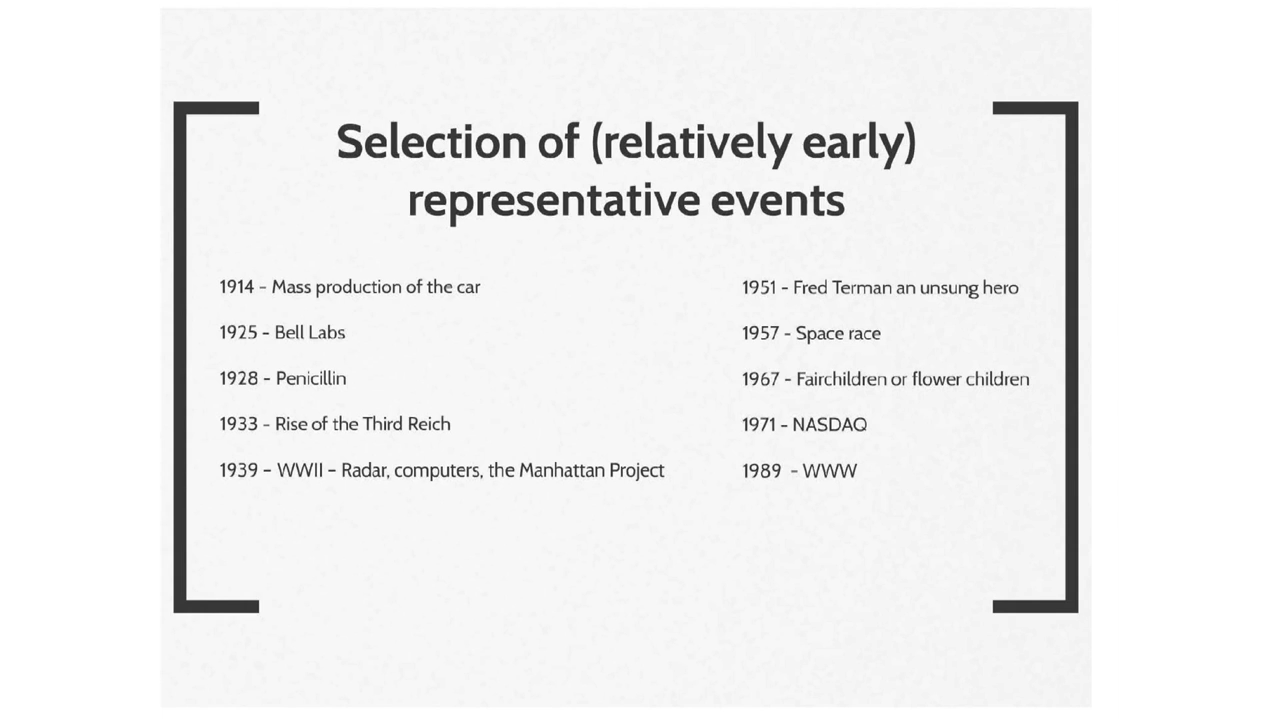 Selection of (relatively early)
representative events
1914 - Mass production of the car
1925 - Bell Labs
1928 - Penicillin
1933 - Rise of the Third Reich
1939 – WWII – Radar, computers, the Manhattan Project
1951 - Fred Terman an unsung hero
1957 - Space race
1967 - Fairchildren or flower children
1971 - NASDAQ
1989 - WWW